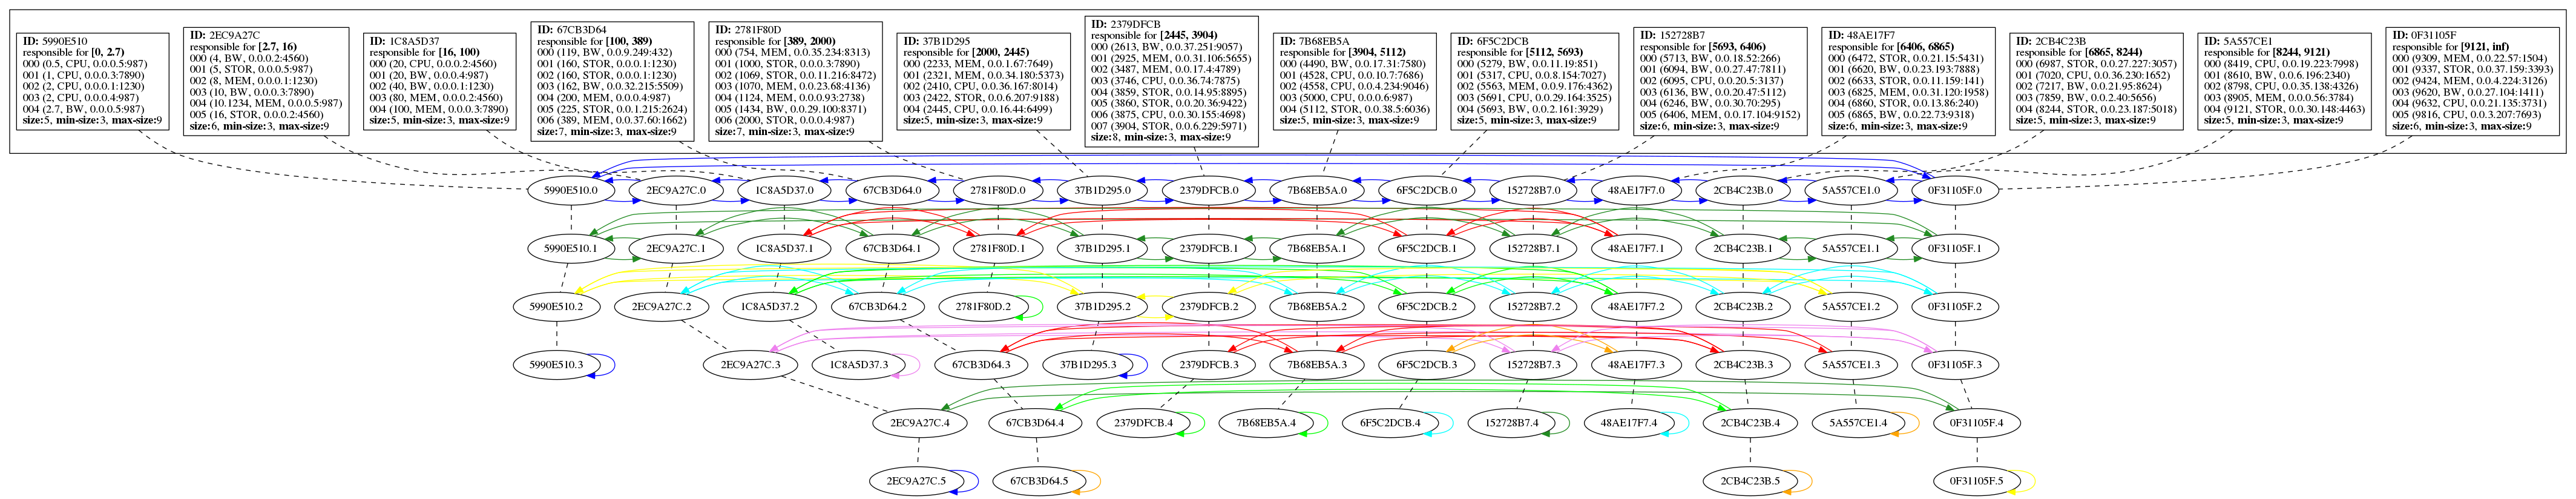 ID: 5990E510
responsible for [0, 2.7)
000 (0.5, CPU, 0.0.0.5:987)
001 (1, CPU, 0.0.0.3:7890)
002 (2, CPU, 0.0.0.1:1230)
003 (2, CPU, 0.0.0.4:987)
004 (2.7, BW, 0.0.0.5:987)
size:5, min-size:3, max-size:9
ID: 2EC9A27C
responsible for [2.7, 16)
000 (4, BW, 0.0.0.2:4560)
001 (5, STOR, 0.0.0.5:987)
002 (8, MEM, 0.0.0.1:1230)
003 (10, BW, 0.0.0.3:7890)
004 (10.1234, MEM, 0.0.0.5:987)
005 (16, STOR, 0.0.0.2:4560)
size:6, min-size:3, max-size:9
ID: 1C8A5D37
responsible for [16, 100)
000 (20, CPU, 0.0.0.2:4560)
001 (20, BW, 0.0.0.4:987)
002 (40, BW, 0.0.0.1:1230)
003 (80, MEM, 0.0.0.2:4560)
004 (100, MEM, 0.0.0.3:7890)
size:5, min-size:3, max-size:9
ID: 67CB3D64
responsible for [100, 389)
000 (119, BW, 0.0.9.249:432)
001 (160, STOR, 0.0.0.1:1230)
002 (160, STOR, 0.0.0.1:1230)
003 (162, BW, 0.0.32.215:5509)
004 (200, MEM, 0.0.0.4:987)
005 (225, STOR, 0.0.1.215:2624)
006 (389, MEM, 0.0.37.60:1662)
size:7, min-size:3, max-size:9
ID: 2781F80D
responsible for [389, 2000)
000 (754, MEM, 0.0.35.234:8313)
001 (1000, STOR, 0.0.0.3:7890)
002 (1069, STOR, 0.0.11.216:8472)
003 (1070, MEM, 0.0.23.68:4136)
004 (1124, MEM, 0.0.0.93:2738)
005 (1434, BW, 0.0.29.100:8371)
006 (2000, STOR, 0.0.0.4:987)
size:7, min-size:3, max-size:9
ID: 37B1D295
responsible for [2000, 2445)
000 (2233, MEM, 0.0.1.67:7649)
001 (2321, MEM, 0.0.34.180:5373)
002 (2410, CPU, 0.0.36.167:8014)
003 (2422, STOR, 0.0.6.207:9188)
004 (2445, CPU, 0.0.16.44:6499)
size:5, min-size:3, max-size:9
ID: 2379DFCB
responsible for [2445, 3904)
000 (2613, BW, 0.0.37.251:9057)
001 (2925, MEM, 0.0.31.106:5655)
002 (3487, MEM, 0.0.17.4:4789)
003 (3746, CPU, 0.0.36.74:7875)
004 (3859, STOR, 0.0.14.95:8895)
005 (3860, STOR, 0.0.20.36:9422)
006 (3875, CPU, 0.0.30.155:4698)
007 (3904, STOR, 0.0.6.229:5971)
size:8, min-size:3, max-size:9
ID: 7B68EB5A
responsible for [3904, 5112)
000 (4490, BW, 0.0.17.31:7580)
001 (4528, CPU, 0.0.10.7:7686)
002 (4558, CPU, 0.0.4.234:9046)
003 (5000, CPU, 0.0.0.6:987)
004 (5112, STOR, 0.0.38.5:6036)
size:5, min-size:3, max-size:9
ID: 6F5C2DCB
responsible for [5112, 5693)
000 (5279, BW, 0.0.11.19:851)
001 (5317, CPU, 0.0.8.154:7027)
002 (5563, MEM, 0.0.9.176:4362)
003 (5691, CPU, 0.0.29.164:3525)
004 (5693, BW, 0.0.2.161:3929)
size:5, min-size:3, max-size:9
ID: 152728B7
responsible for [5693, 6406)
000 (5713, BW, 0.0.18.52:266)
001 (6094, BW, 0.0.27.47:7811)
002 (6095, CPU, 0.0.20.5:3137)
003 (6136, BW, 0.0.20.47:5112)
004 (6246, BW, 0.0.30.70:295)
005 (6406, MEM, 0.0.17.104:9152)
size:6, min-size:3, max-size:9
ID: 48AE17F7
responsible for [6406, 6865)
000 (6472, STOR, 0.0.21.15:5431)
001 (6620, BW, 0.0.23.193:7888)
002 (6633, STOR, 0.0.11.159:141)
003 (6825, MEM, 0.0.31.120:1958)
004 (6860, STOR, 0.0.13.86:240)
005 (6865, BW, 0.0.22.73:9318)
size:6, min-size:3, max-size:9
ID: 2CB4C23B
responsible for [6865, 8244)
000 (6987, STOR, 0.0.27.227:3057)
001 (7020, CPU, 0.0.36.230:1652)
002 (7217, BW, 0.0.21.95:8624)
003 (7859, BW, 0.0.2.40:5656)
004 (8244, STOR, 0.0.23.187:5018)
size:5, min-size:3, max-size:9
ID: 5A557CE1
responsible for [8244, 9121)
000 (8419, CPU, 0.0.19.223:7998)
001 (8610, BW, 0.0.6.196:2340)
002 (8798, CPU, 0.0.35.138:4326)
003 (8905, MEM, 0.0.0.56:3784)
004 (9121, STOR, 0.0.30.148:4463)
size:5, min-size:3, max-size:9
ID: 0F31105F
responsible for [9121, inf)
000 (9309, MEM, 0.0.22.57:1504)
001 (9337, STOR, 0.0.37.159:3393)
192 (9424, MEM, 0.0.4.224:3126)
003 (9620, BW, 0.0.27.104:1411)
004 (9632, CPU, 0.0.21.135:3731)
005 (9816, CPU, 0.0.3.207:7693)
size:6, min-size:3, max-size:9
5990E510.0
2EC9A27C.0
1C8A5D37.0
67CB3D64.0
2781F80D.0
37B1D295.0
2379DFCB.0
7B68EB5A.0
6F5C2DCB.0
152728B7.0
48AE17F7.0
2CB4C23B.0
5A557CE1.0
0F31105F.0
5990E510.1
2EC9A27C.1
1C8A5D37.1
67CB3D64.1
2781F80D.1
37B1D295.1
2379DFCB.1
7B68EB5A.1
6F5C2DCB.1
152728B7.1
48AE17F7.1
2CB4C23B.1
5A557CE1.1
0F31105F.1
5990E510.2
2EC9A27C.2
1C8A5D37.2
67CB3D64.2
2781F80D.2
37B1D295.2
2379DFCB.2
7B68EB5A.2
6F5C2DCB.2
152728B7.2
48AE17F7.2
2CB4C23B.2
5A557CE1.2
0F31105F.2
5990E510.3
2EC9A27C.3
1C8A5D37.3
67CB3D64.3
37B1D295.3
2379DFCB.3
7B68EB5A.3
6F5C2DCB.3
152728B7.3
48AE17F7.3
2CB4C23B.3
5A557CE1.3
0F31105F.3
2EC9A27C.4
67CB3D64.4
2379DFCB.4
7B68EB5A.4
6F5C2DCB.4
152728B7.4
48AE17F7.4
2CB4C23B.4
5A557CE1.4
0F31105F.4
2EC9A27C.5
67CB3D64.5
2CB4C23B.5
0F31105F.5